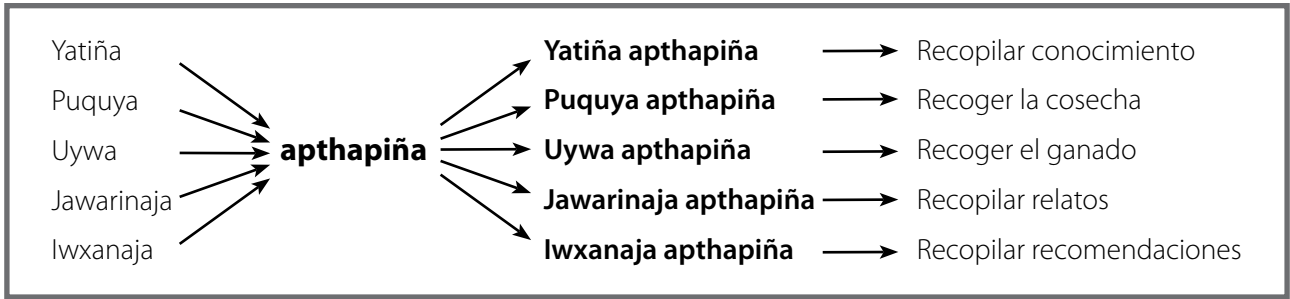 Yatiña
Puquya
Uywa
Jawarinaja
Iwxanaja
apthapiña
Yatiña apthapiña
Puquya apthapiña
Uywa apthapiña
Jawarinaja apthapiña
Iwxanaja apthapiña
Recopilar conocimiento
Recoger la cosecha
Recoger el ganado
Recopilar relatos
Recopilar recomendaciones